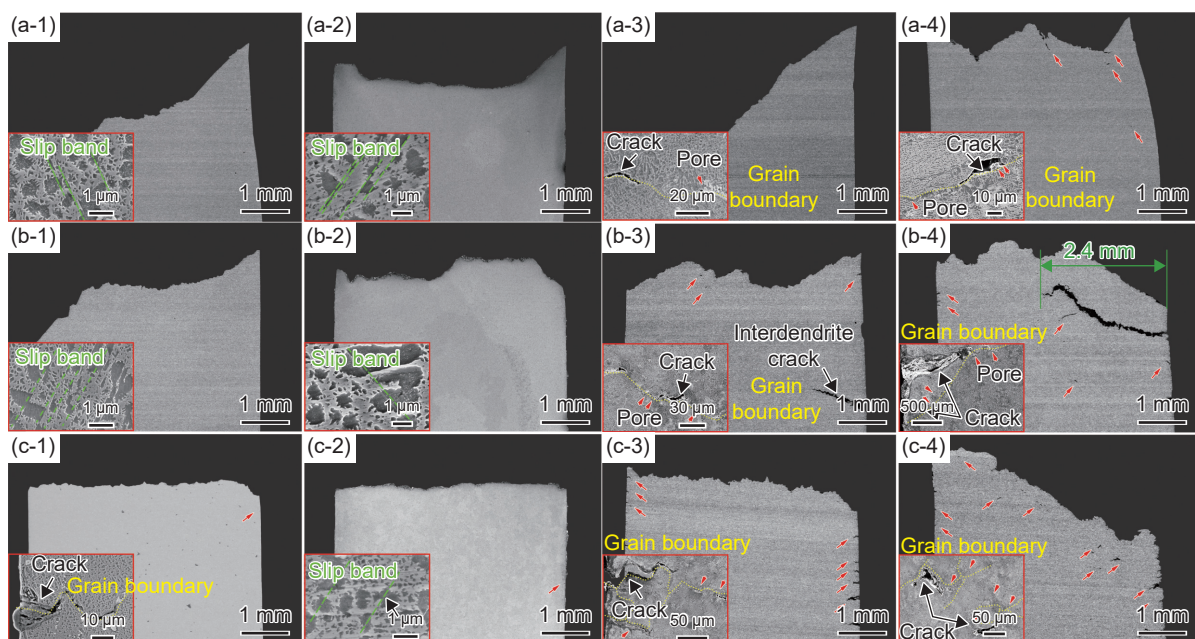 (a-1)
Slip band
1 μm
1 mm
(a-2)
Slip band
1 μm
1 mm
(a-3)
Crack
Pore
20 μm
Grain
boundary
1 mm
(a-4)
Crack
Pore
10 μm
Grain
boundary
1 mm
(b-1)
Slip band
1 μm
1 mm
(b-2)
Slip band
1 μm
1 mm
(b-3)
Interdendrite
crack
Crack
Grain
boundary
Pore
30 μm
1 mm
(b-4)
2.4 mm
Grain boundary
Pore
500 μm
Crack
1 mm
(c-1)
Crack
Grain boundary
10 μm
1 mm
(c-2)
Slip band
1 μm
1 mm
(c-3)
Grain boundary
Crack
50 μm
1 mm
(c-4)
Grain boundary
Crack
50 μm
1 mm